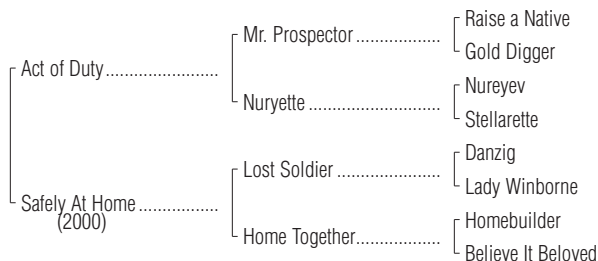 Raise a Native
Mr. Prospector ..................
Gold Digger
Act of Duty ........................
Nureyev
Nuryette ............................
Stellarette
Danzig
Lost Soldier ......................
Lady Winborne
Safely At Home .................
(2000)
Homebuilder
Home Together..................
Believe It Beloved